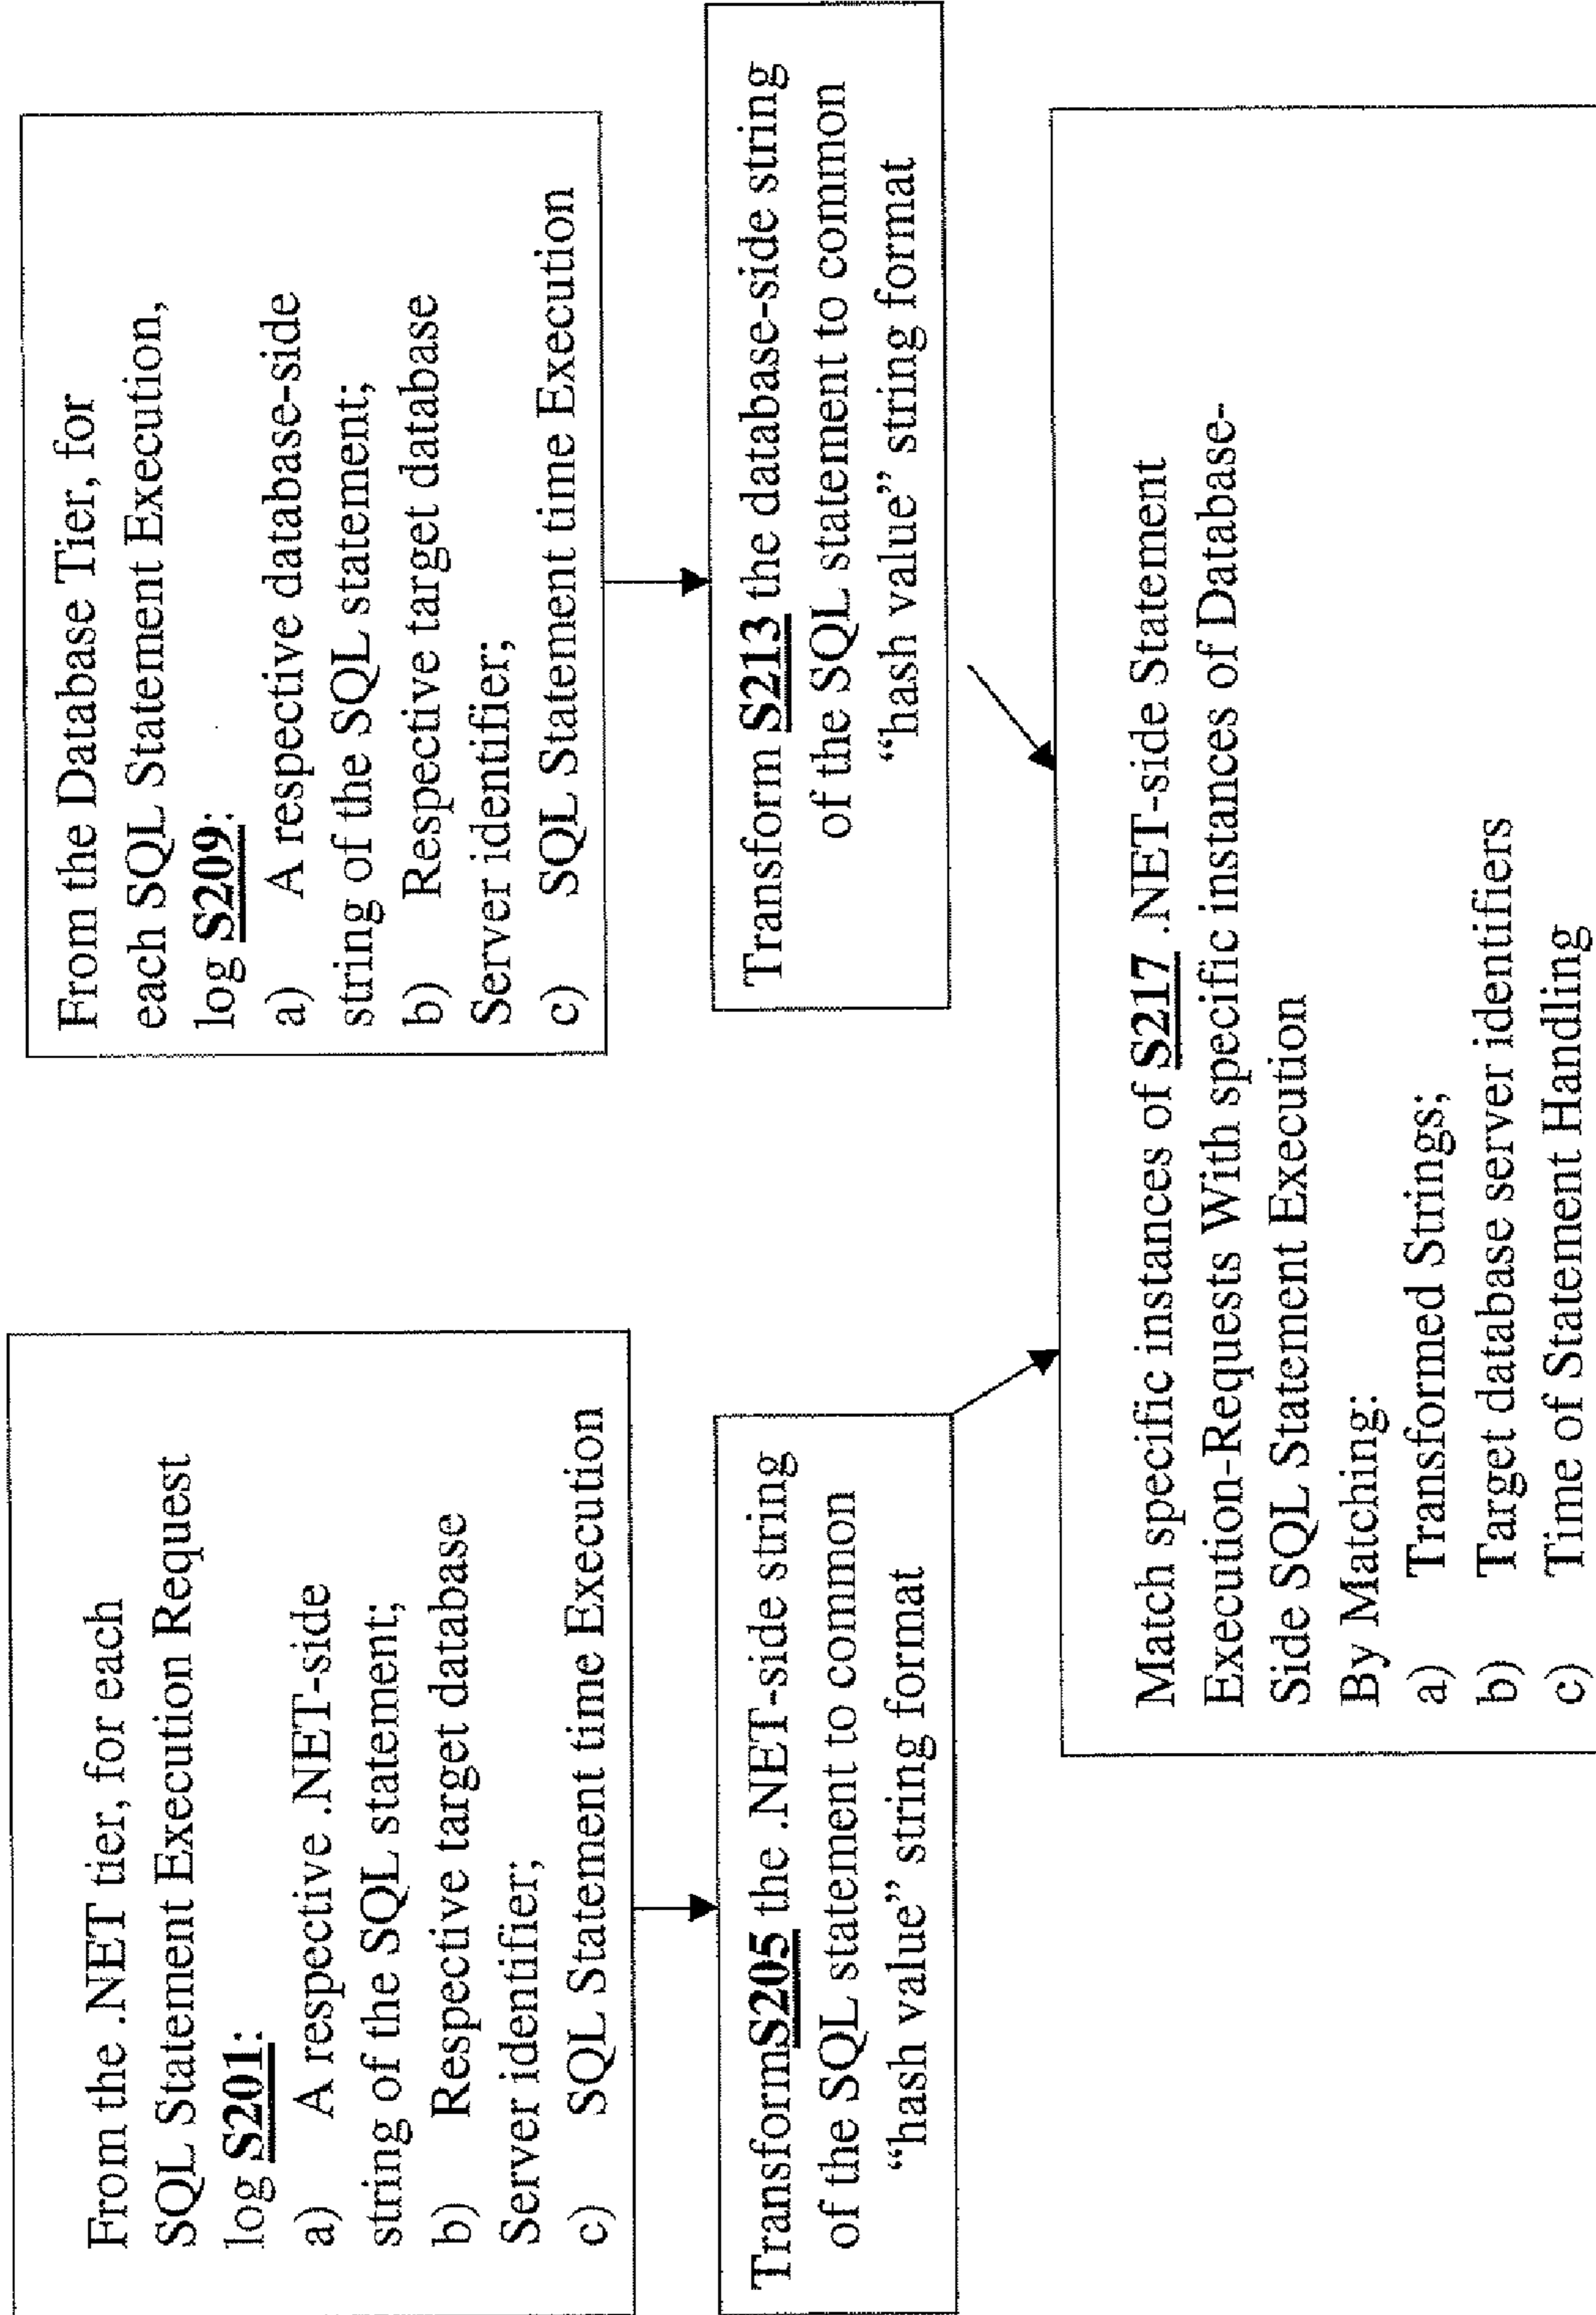 From the .NET tier, for each
SQL Statement Execution Request
log S201:
a) A respective .NET-side
string of the SQL statement;
b) Respective target database
Server identifier;
c) SQL Statement time Execution
TransformS205 the .NET-side string
of the SQL statement to common
“hash value” string format
From the Database Tier, for
each SQL Statement Execution,
log S209:
a) A respective database-side
string of the SQL statement;
b) Respective target database
Server identifier;
c) SQL Statement time Execution
Transform S213 the database-side string
of the SQL statement to common
“hash value” string format
Match specific instances of S217 .NET-side Statement
Execution-Requests With specific instances of Database-
Side SQL Statement Execution
By Matching:
a) Transformed Strings;
b) Target database server identifiers
c) Time of Statement Handling